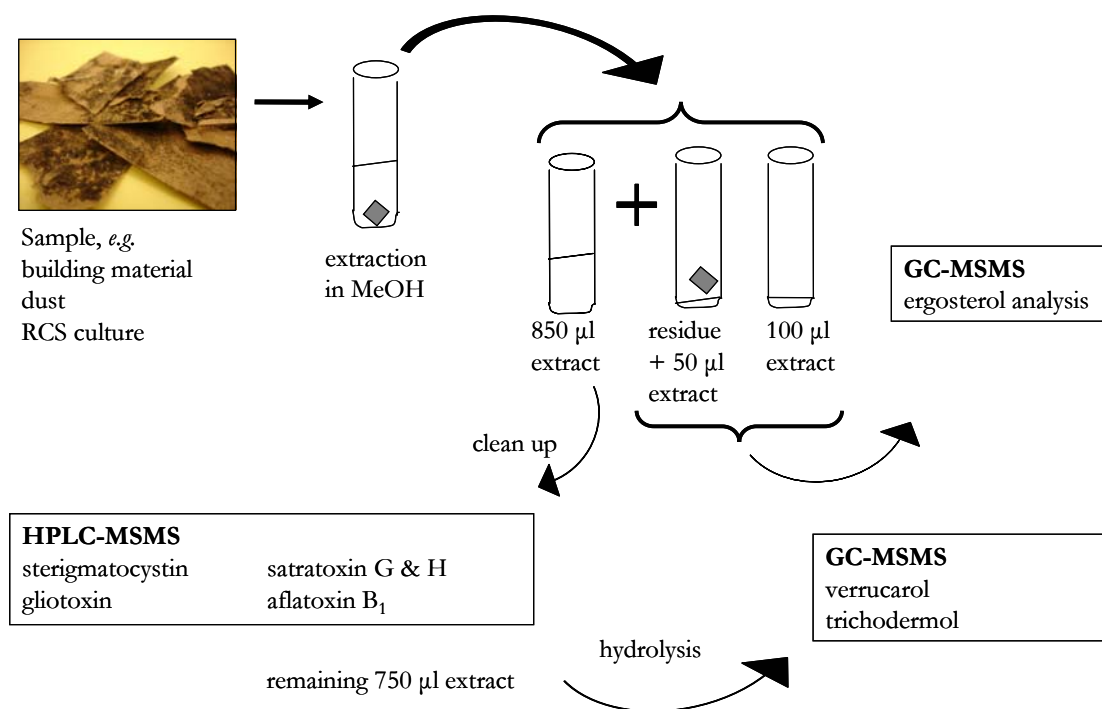 Sample, e.g.
building material
dust
RCS culture
extraction
in MeOH
850 µl
extract
residue
+ 50 µl
extract
100 µl
extract
GC-MSMS
ergosterol analysis
clean up
HPLC-MSMS
sterigmatocystin satratoxin G & H
gliotoxin aflatoxin B₁
GC-MSMS
verrucarol
trichodermol
hydrolysis
remaining 750 µl extract